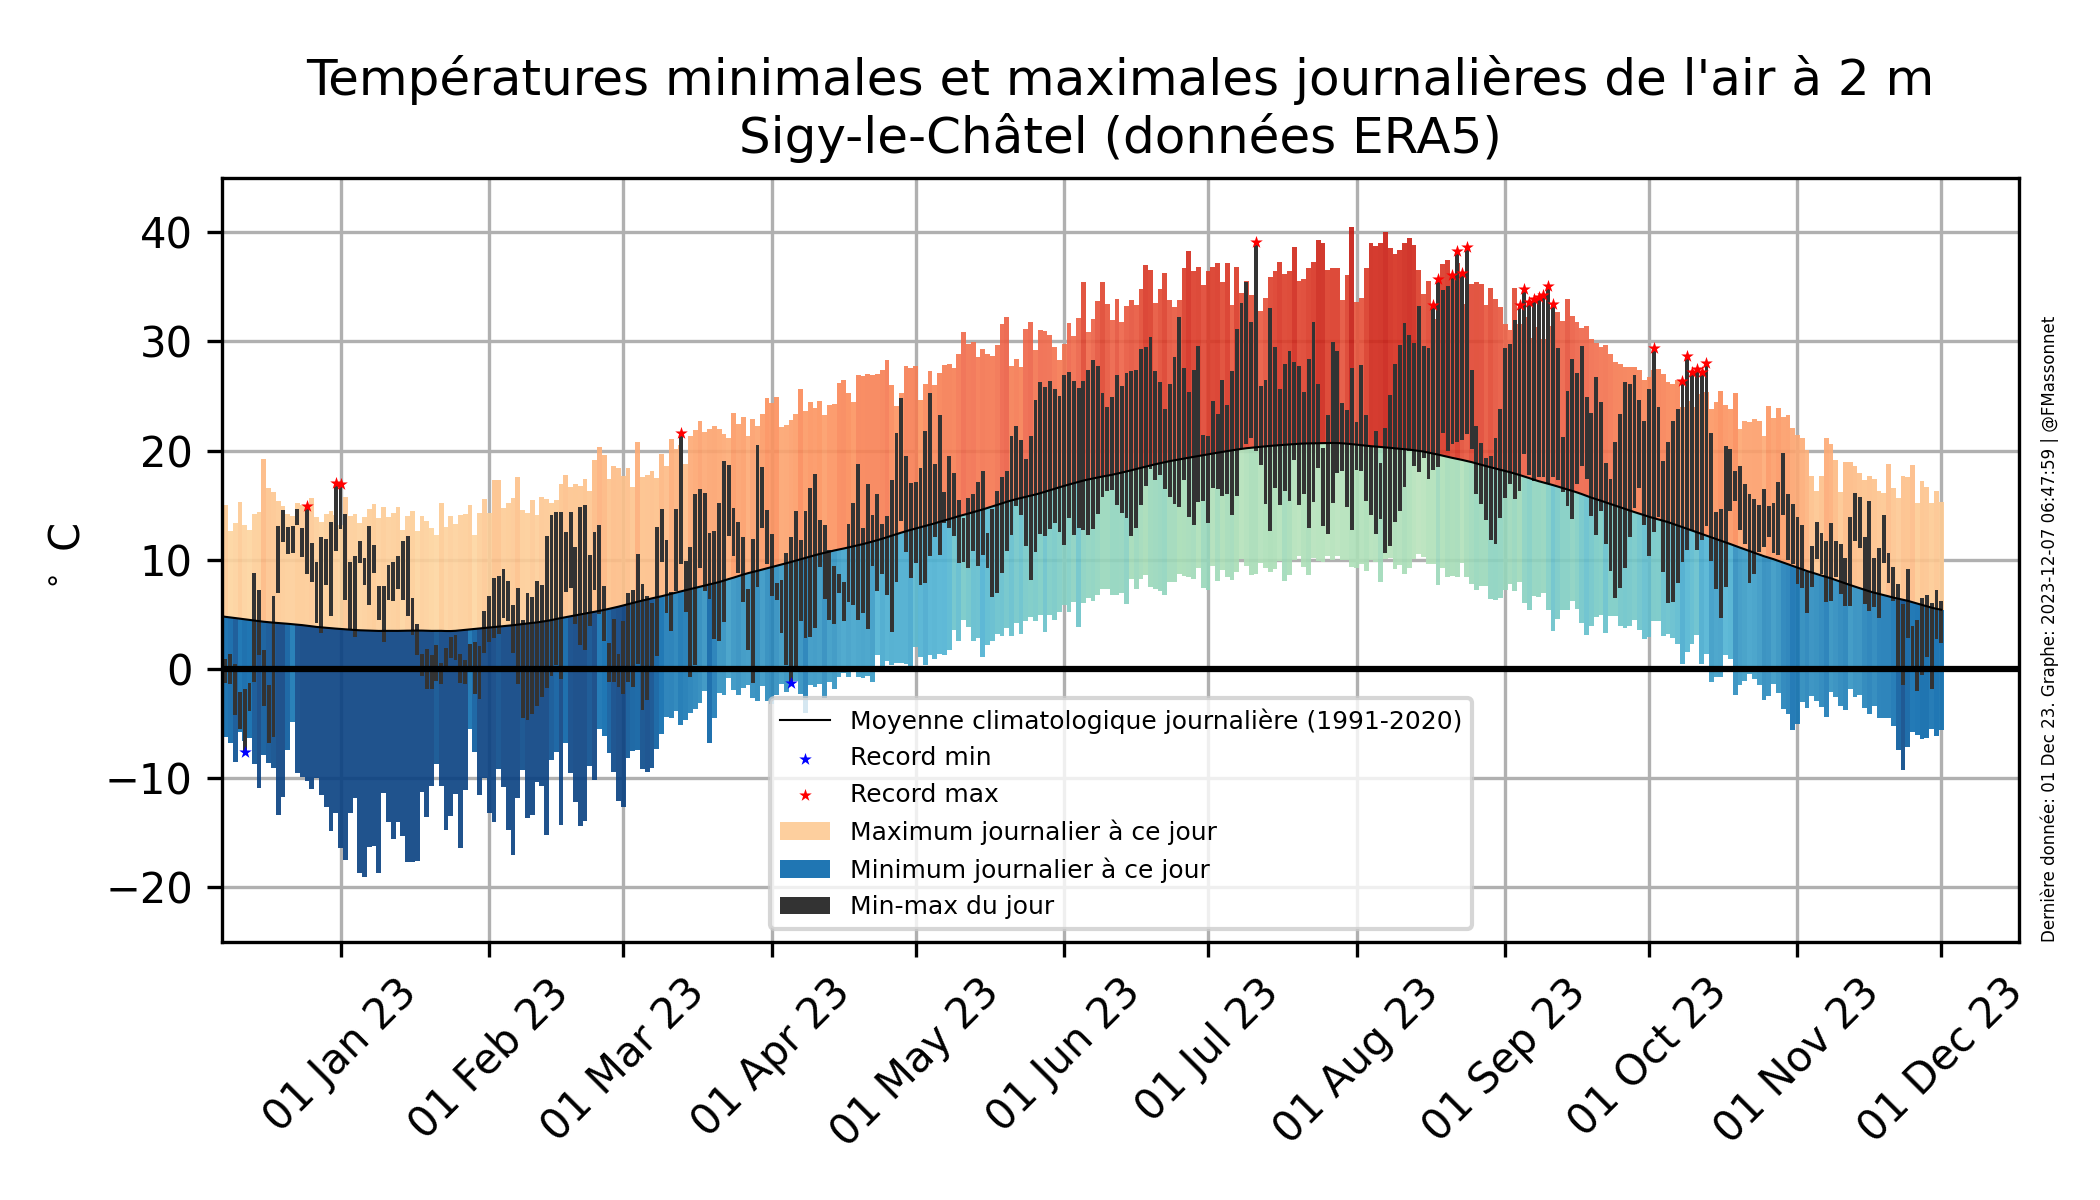 Températures minimales et maximales journalières de l'air à 2 m
Sigy-le-Châtel (données ERA5)
° C
40
30
20
10
0
−10
−20
Moyenne climatologique journalière (1991-2020)
Record min
Record max
Maximum journalier à ce jour
Minimum journalier à ce jour
Min-max du jour
01 Jan 23
01 Feb 23
01 Mar 23
01 Apr 23
01 May 23
01 Jun 23
01 Jul 23
01 Aug 23
01 Sep 23
01 Oct 23
01 Nov 23
01 Dec 23
Dernière donnée: 01 Dec 23. Graphe: 2023-12-07 06:47:59 | @FMassonnet